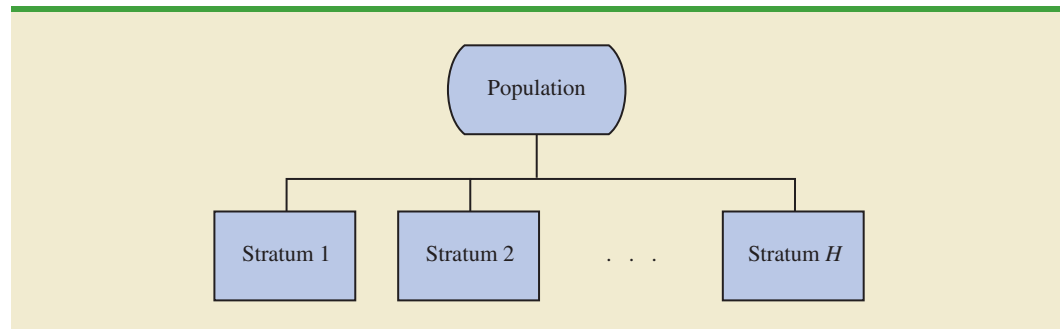 Population
Stratum 1 Stratum 2 . . . Stratum H